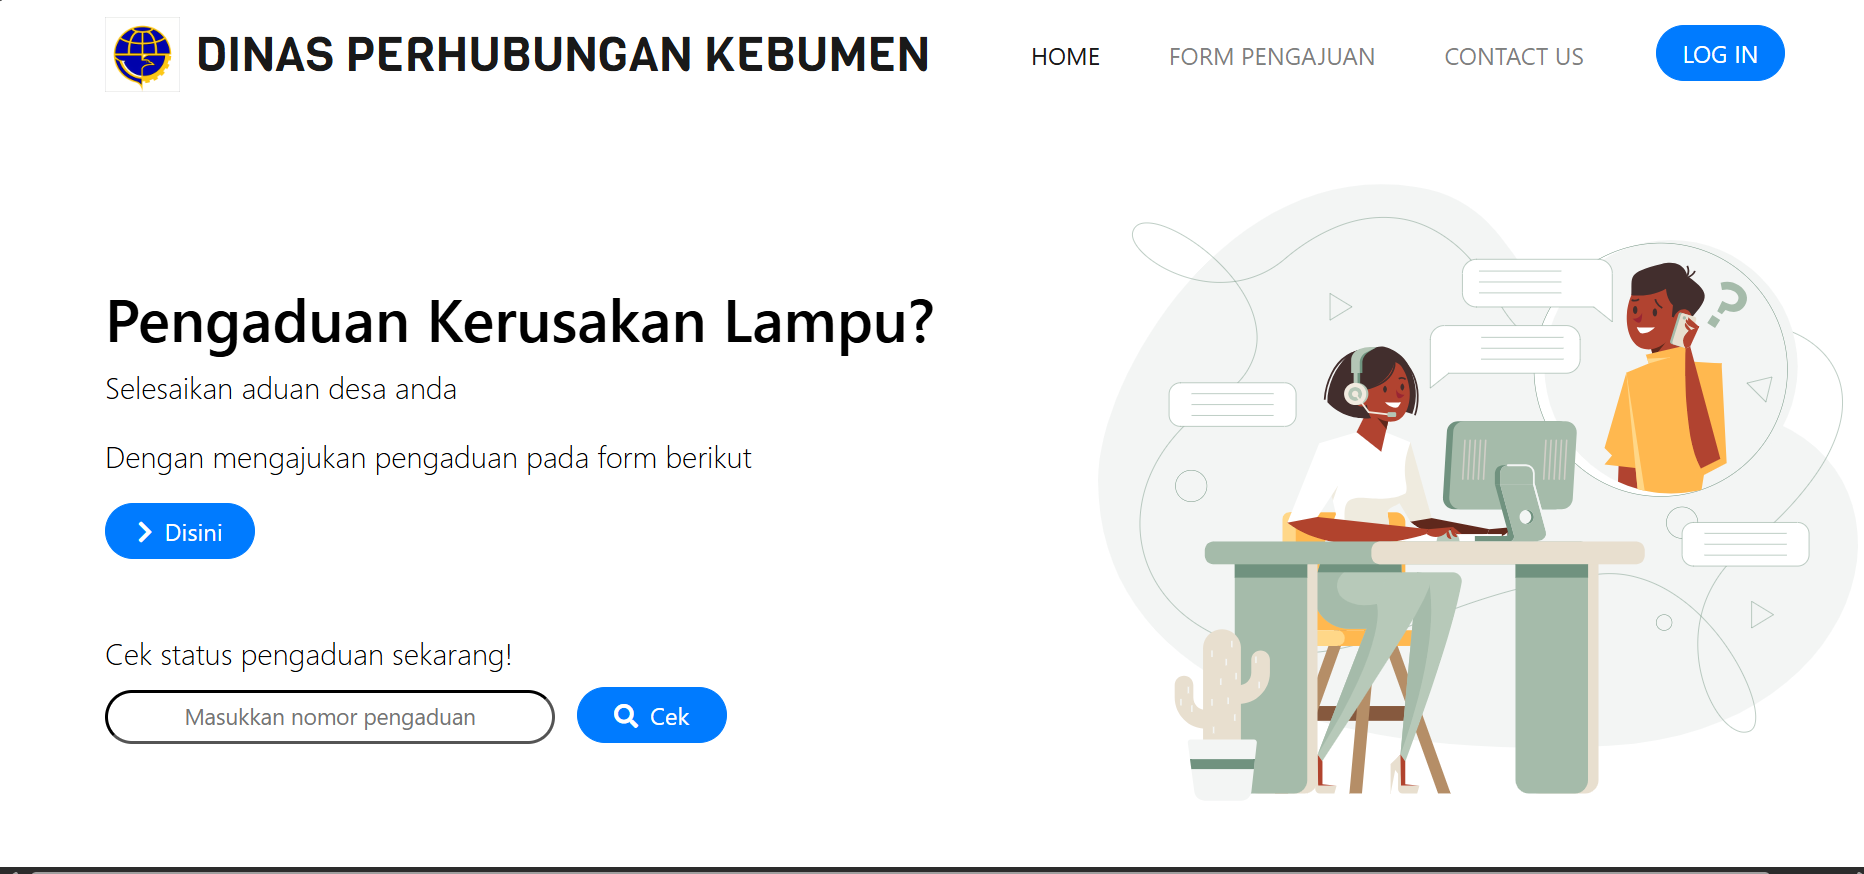 DINAS PERHUBUNGAN KEBUMEN
HOME
FORM PENGAJUAN
CONTACT US
LOG IN
Pengaduan Kerusakan Lampu?
Selesaikan aduan desa anda
Dengan mengajukan pengaduan pada form berikut
Disini
Cek status pengaduan sekarang!
Masukkan nomor pengaduan
Cek